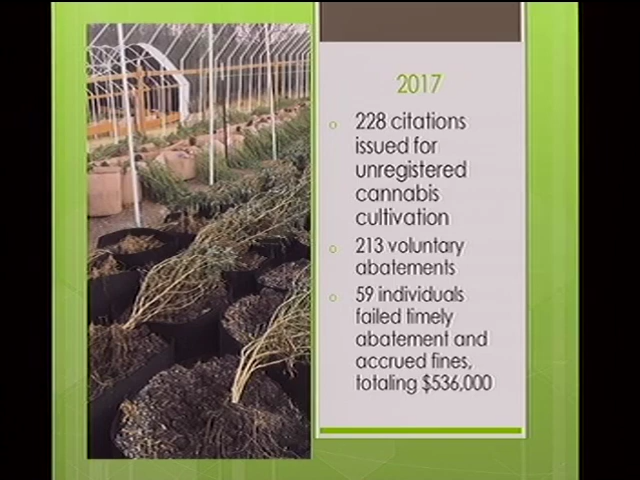 2017
228 citations
issued for
unregistered
cannabis
cultivation
213 voluntary
abatements
59 individuals
failed timely
abatement and
accrued fines,
totaling $536,000